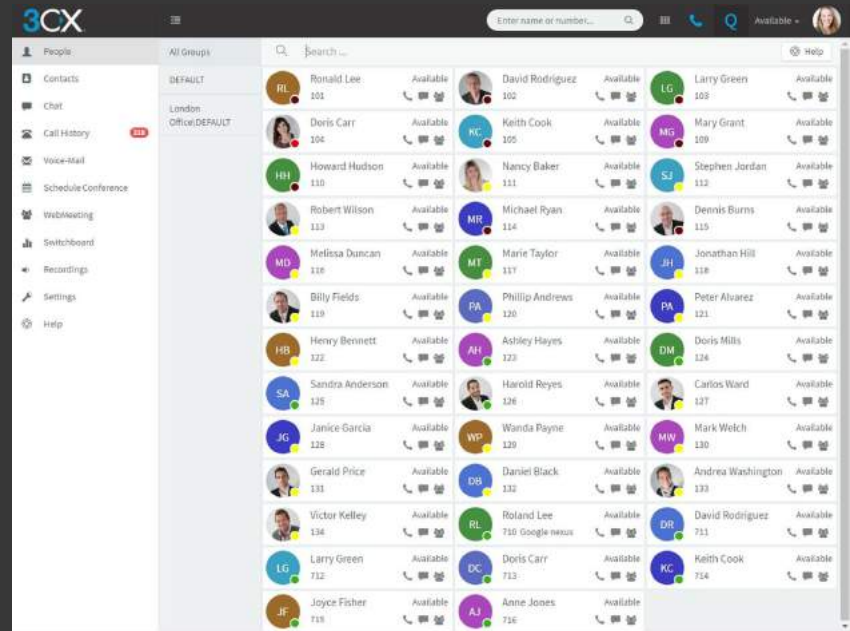 3CX
Enter name or number...
Q
Available
People
Contacts
Chat
Call History
Voice-Mail
Schedule Conference
WebMeeting
Switchboard
Recordings
Settings
Help
All Groups
DEFAULT
London
Office\DEFAULT
Search ...
Help
RL Ronald Lee Available
101
David Rodriguez Available
102
LG Larry Green Available
103
Doris Carr Available
104
KC Keith Cook Available
105
MG Mary Grant Available
109
HH Howard Hudson Available
110
Nancy Baker Available
111
SJ Stephen Jordan Available
112
Robert Wilson Available
113
MR Michael Ryan Available
114
Dennis Burns Available
115
MD Melissa Duncan Available
116
MT Marie Taylor Available
117
JH Jonathan Hill Available
118
Billy Fields Available
119
PA Phillip Andrews Available
120
PA Peter Alvarez Available
121
HB Henry Bennett Available
122
AH Ashley Hayes Available
123
DM Doris Mills Available
124
SA Sandra Anderson Available
125
Harold Reyes Available
126
Carlos Ward Available
127
JG Janice Garcia Available
128
WP Wanda Payne Available
129
MW Mark Welch Available
130
Gerald Price Available
131
DB Daniel Black Available
132
Andrea Washington Available
133
Victor Kelley Available
134
RL Roland Lee Available
710 Google nexus
DR David Rodriguez Available
711
LG Larry Green Available
712
DC Doris Carr Available
713
KC Keith Cook Available
714
JF Joyce Fisher Available
715
AJ Anne Jones Available
716